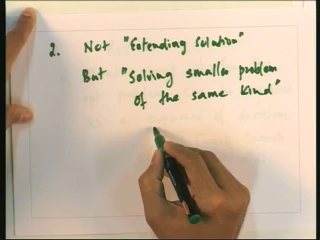 2. Not "Extending Solution"
But "Solving smaller problem
of the same kind"